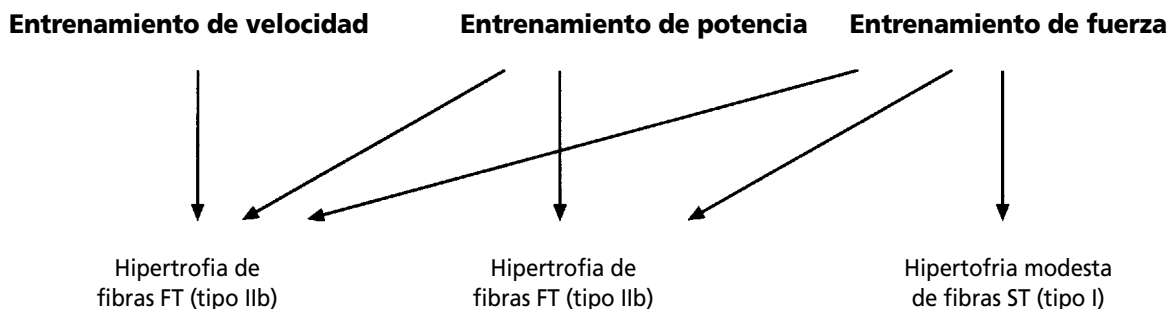 Entrenamiento de velocidad Entrenamiento de potencia Entrenamiento de fuerza
Hipertrofia de
fibras FT (tipo IIb)
Hipertofia de
fibras FT (tipo IIb)
Hipertofria modesta
de fibras ST (tipo I)